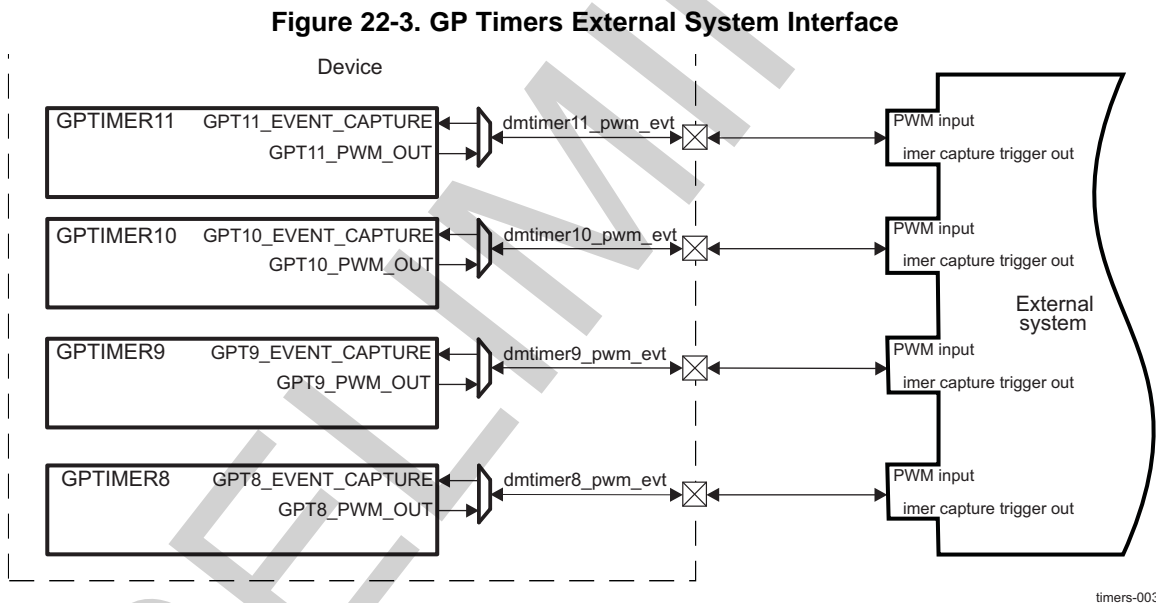 Figure 22-3. GP Timers External System Interface
Device
GPTIMER11
GPT11_EVENT_CAPTURE
GPT11_PWM_OUT
dmtimer11_pwm_evt
PWM input
imer capture trigger out
GPTIMER10
GPT10_EVENT_CAPTURE
GPT10_PWM_OUT
dmtimer10_pwm_evt
PWM input
imer capture trigger out
External
system
GPTIMER9
GPT9_EVENT_CAPTURE
GPT9_PWM_OUT
dmtimer9_pwm_evt
PWM input
imer capture trigger out
GPTIMER8
GPT8_EVENT_CAPTURE
GPT8_PWM_OUT
dmtimer8_pwm_evt
PWM input
imer capture trigger out
timers-003